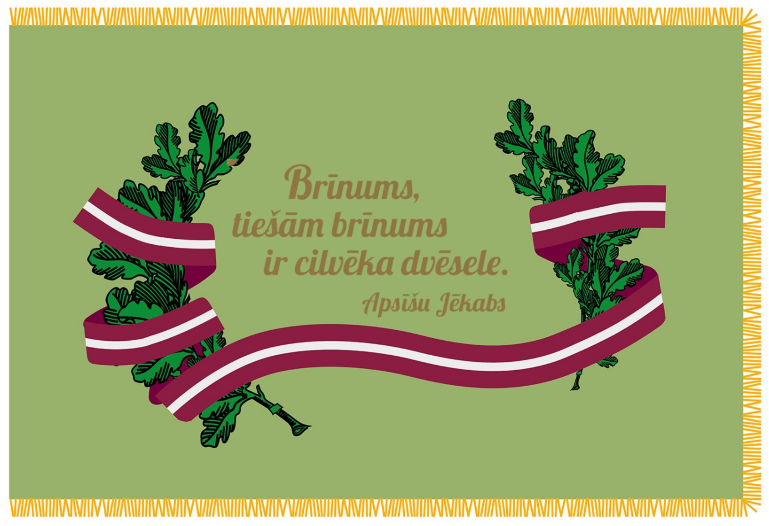 Brīnums,
tiešām brīnums
ir cilvēka dvēsele.
Apsīšu Jēkabs